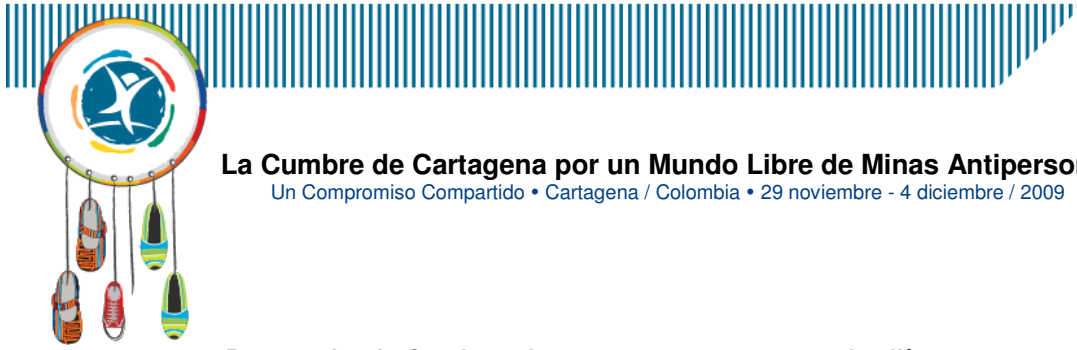 La Cumbre de Cartagena por un Mundo Libre de Minas Antiperso
Un Compromiso Compartido • Cartagena / Colombia • 29 noviembre - 4 diciembre / 2009